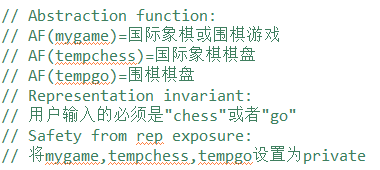 // Abstraction function:
// AF(mygame)=国际象棋或围棋游戏
// AF(tempchess)=国际象棋棋盘
// AF(tempgo)=围棋棋盘
// Representation invariant:
// 用户输入的必须是"chess"或者"go"
// Safety from rep exposure:
// 将mygame,tempchess,tempgo设置为private